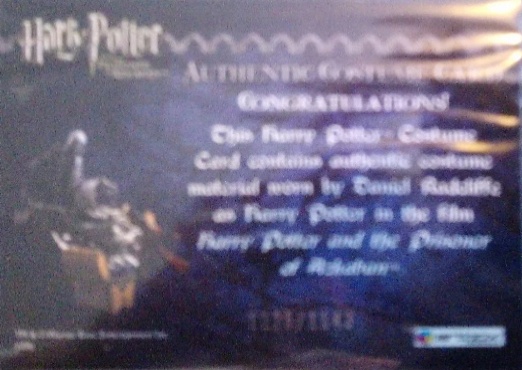 Harry Potter
AUTHENTIC COSTUME CARD
CONGRATULATIONS!
This Harry Potter Costume
Card contains authentic costume
material worn by Daniel Radcliffe
as Harry Potter in the film
Harry Potter and the Prisoner
of Azkaban™